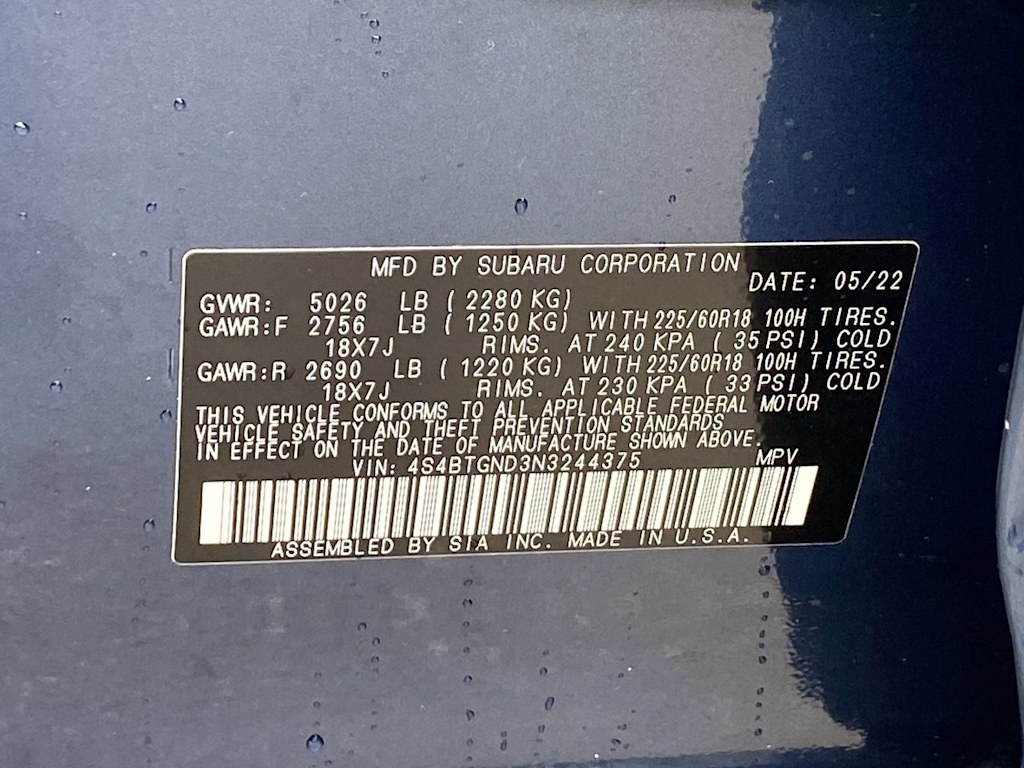 MFD BY SUBARU CORPORATION
DATE: 05/22
GVWR: 5026 LB ( 2280 KG)
GAWR:F 2756 LB ( 1250 KG) WITH 225/60R18 100H TIRES.
18X7J RIMS. AT 240 KPA ( 35 PSI) COLD
GAWR:R 2690 LB ( 1220 KG) WITH 225/60R18 100H TIRES.
18X7J RIMS. AT 230 KPA ( 33 PSI) COLD
THIS VEHICLE CONFORMS TO ALL APPLICABLE FEDERAL MOTOR
VEHICLE SAFETY AND THEFT PREVENTION STANDARDS
IN EFFECT ON THE DATE OF MANUFACTURE SHOWN ABOVE.
VIN: 4S4BTGND3N3244375 MPV
ASSEMBLED BY SIA INC. MADE IN U.S.A.